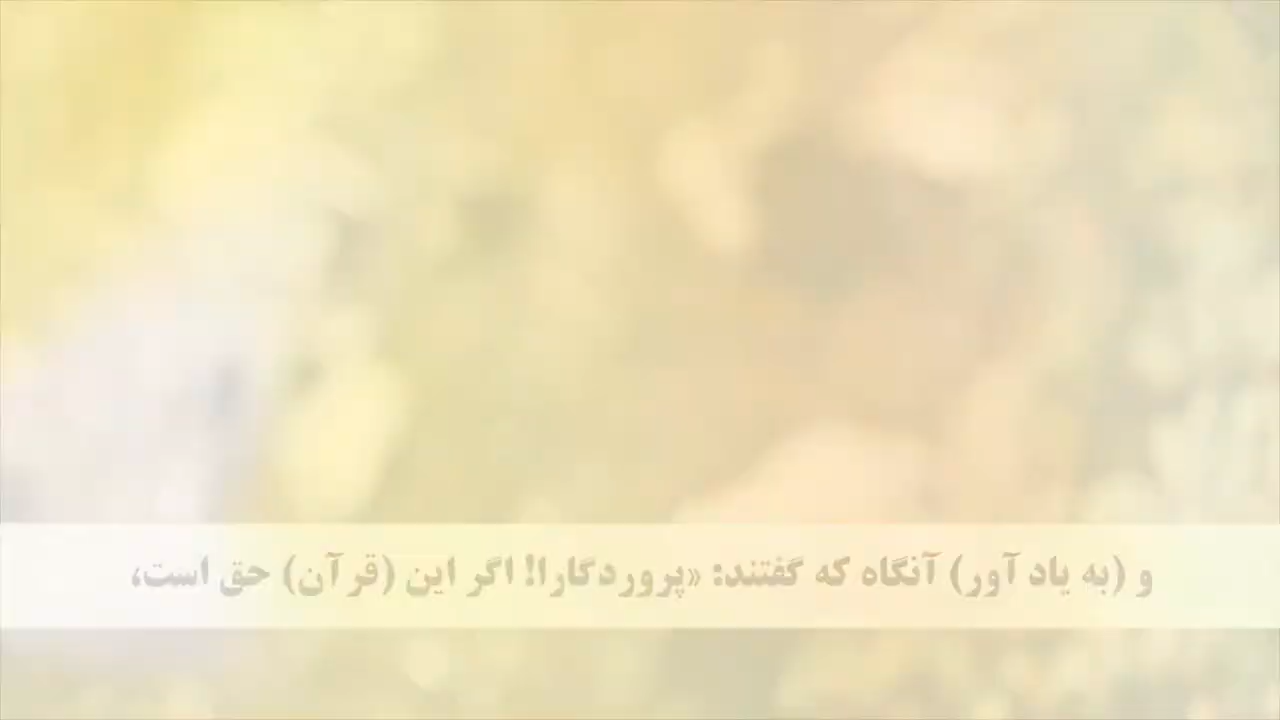 و (به یاد آور) آنگاه که گفتند: «پروردگارا! اگر این (قرآن) حق است،